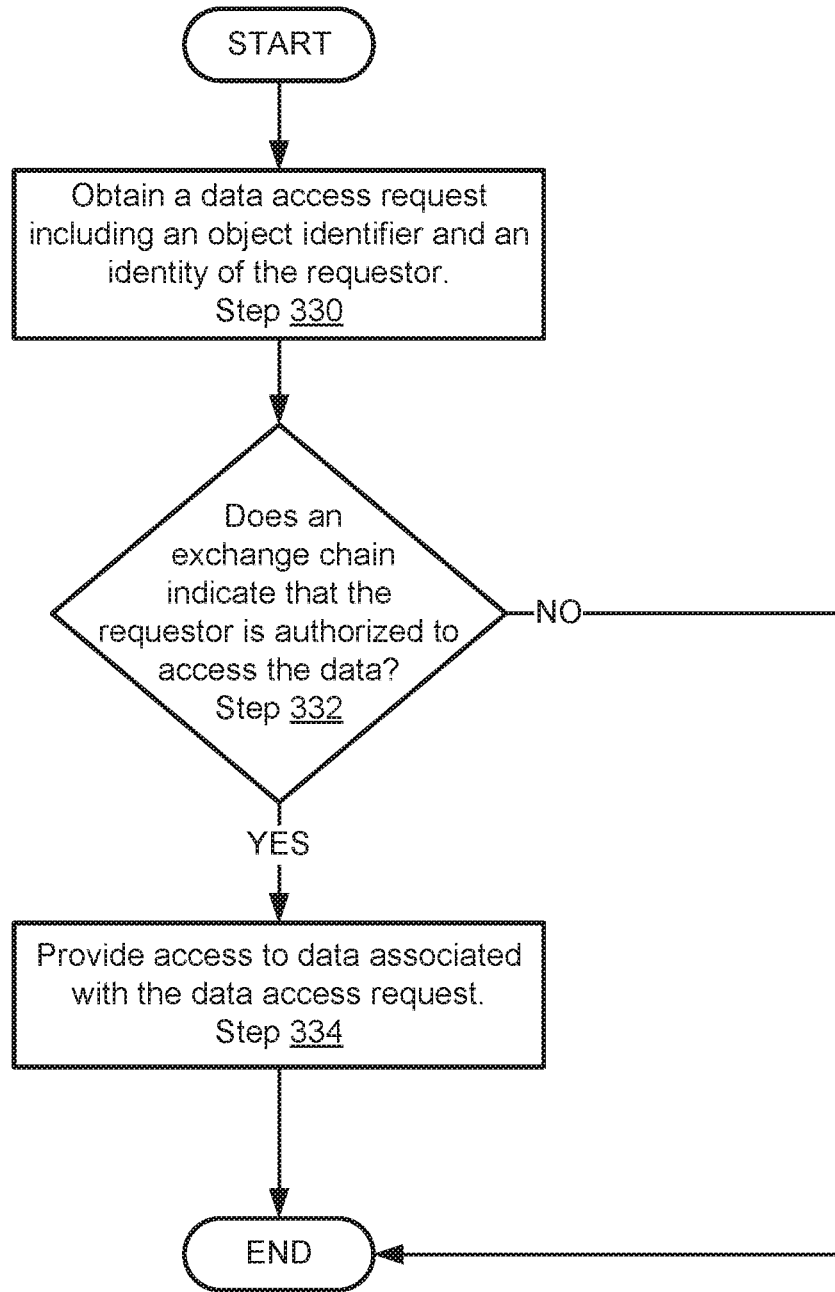 START
Obtain a data access request
including an object identifier and an
identity of the requestor.
Step 330
Does an
exchange chain
indicate that the
requestor is authorized to
access the data?
Step 332
NO
YES
Provide access to data associated
with the data access request.
Step 334
END